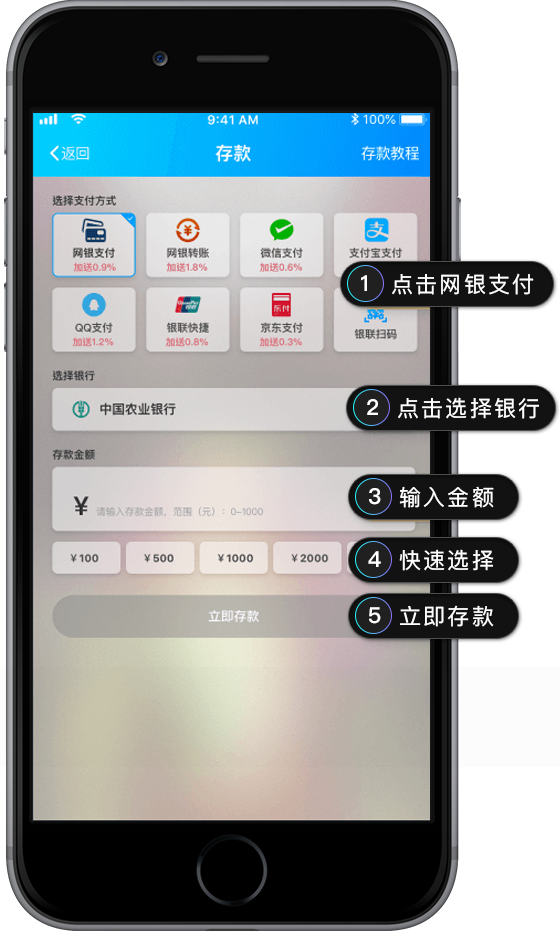 9:41 AM 100%
返回 存款 存款教程
选择支付方式
网银支付 网银转账 微信支付 支付宝支付
加送0.9% 加送1.8% 加送0.6%
① 点击网银支付
QQ支付 银联快捷 京东支付 银联扫码
加送1.2% 加送0.8% 加送0.3%
选择银行
中国农业银行
② 点击选择银行
存款金额
¥ 请输入存款金额，范围（元）：0-1000
③ 输入金额
¥100 ¥500 ¥1000 ¥2000
④ 快速选择
立即存款
⑤ 立即存款